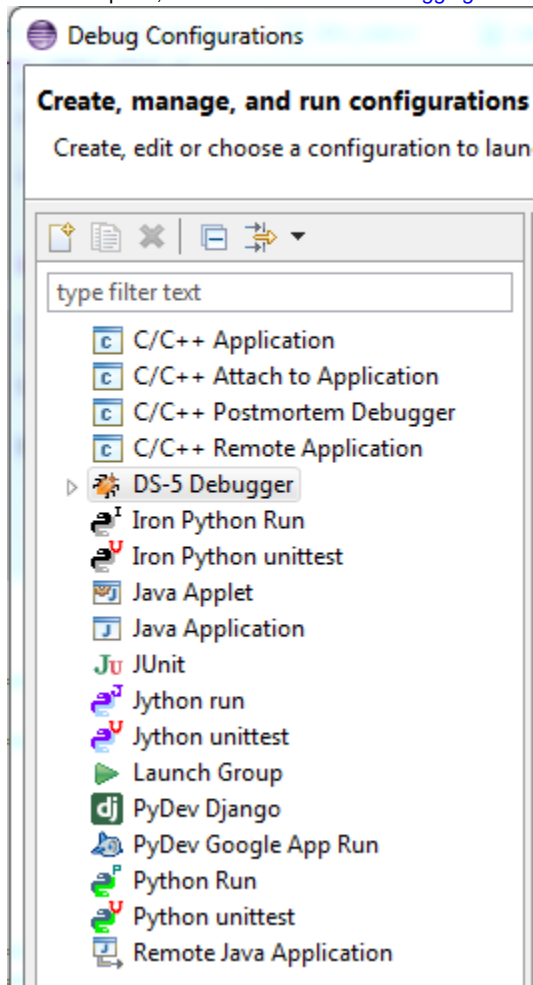 Debug Configurations
Create, manage, and run configurations
Create, edit or choose a configuration to
type filter text
C/C++ Application
C/C++ Attach to Application
C/C++ Postmortem Debugger
C/C++ Remote Application
DS-5 Debugger
Iron Python Run
Iron Python unittest
Java Applet
Java Application
JUnit
Jython run
Jython unittest
Launch Group
PyDev Django
PyDev Google App Run
Python Run
Python unittest
Remote Java Application